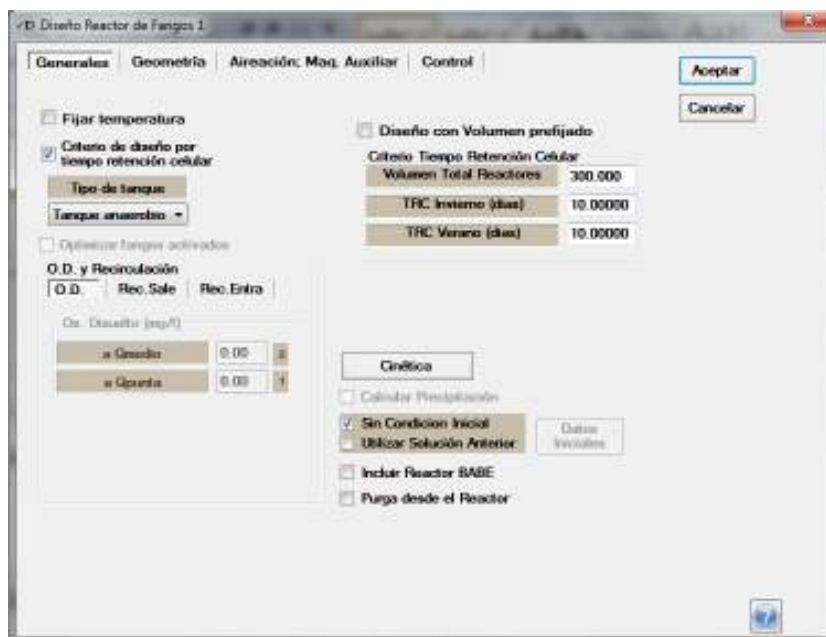 Diseño Reactor de Fangos 1
Generales Geometría Aireación; Maq. Auxiliar Control
Aceptar
Cancelar
Fijar temperatura
Criterio de diseño por
tiempo retención celular
Tipo de tanque
Tanque anaerobio
Optimizar fangos activados
O.D. y Recirculación
O.D. Rec.Sale Rec.Entra
Ox. Disuelto (mg/l)
a Qmedio 0.00
a Qpunta 0.00
Diseño con Volumen prefijado
Criterio Tiempo Retención Celular
Volumen Total Reactores 300.000
TRC Invierno (días) 10.00000
TRC Verano (días) 10.00000
Cinética
Calcular Precipitación
Sin Condicion Inicial
Utilizar Solución Anterior
Datos
Iniciales
Incluir Reactor BABE
Purga desde el Reactor
?